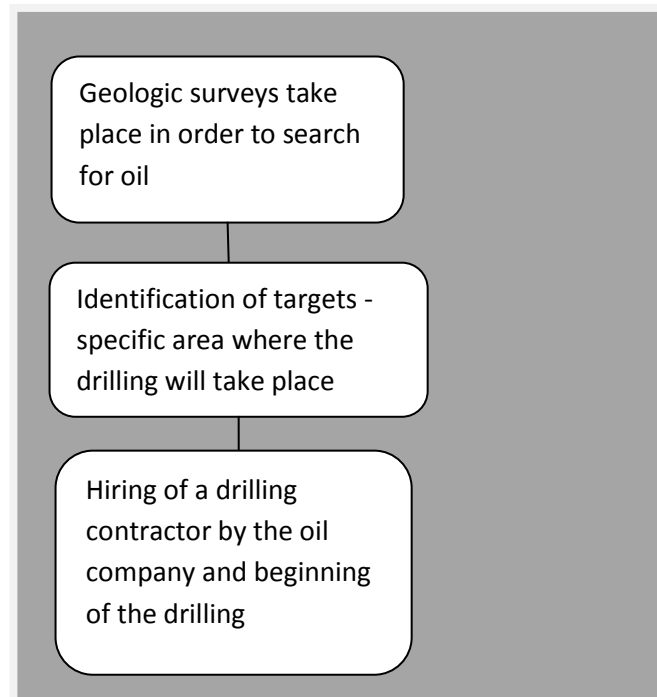 Geologic surveys take
place in order to search
for oil
Identification of targets -
specific area where the
drilling will take place
Hiring of a drilling
contractor by the oil
company and beginning
of the drilling